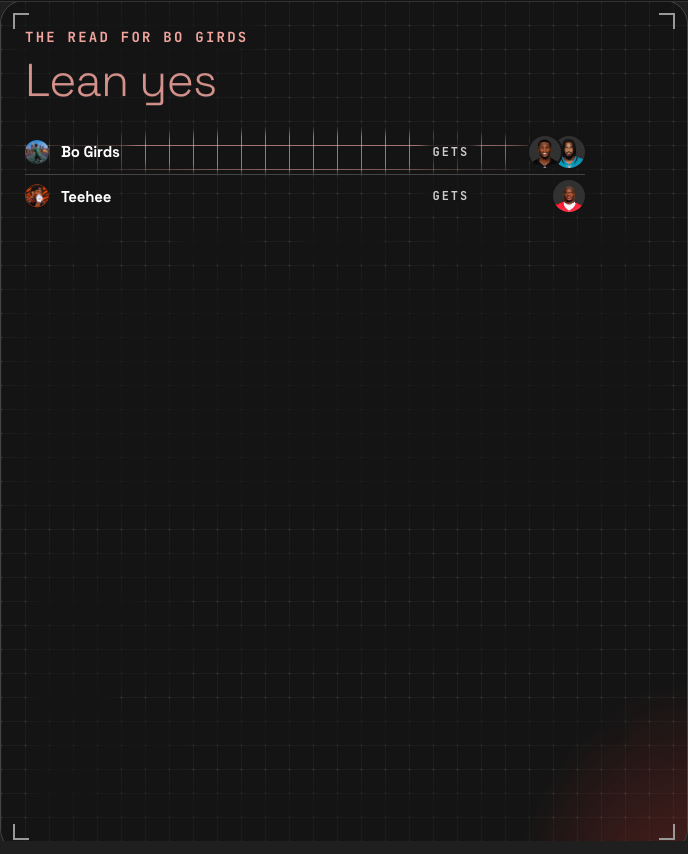 THE READ FOR BO GIRDS
Lean yes
Bo Girds GETS
Teehee GETS